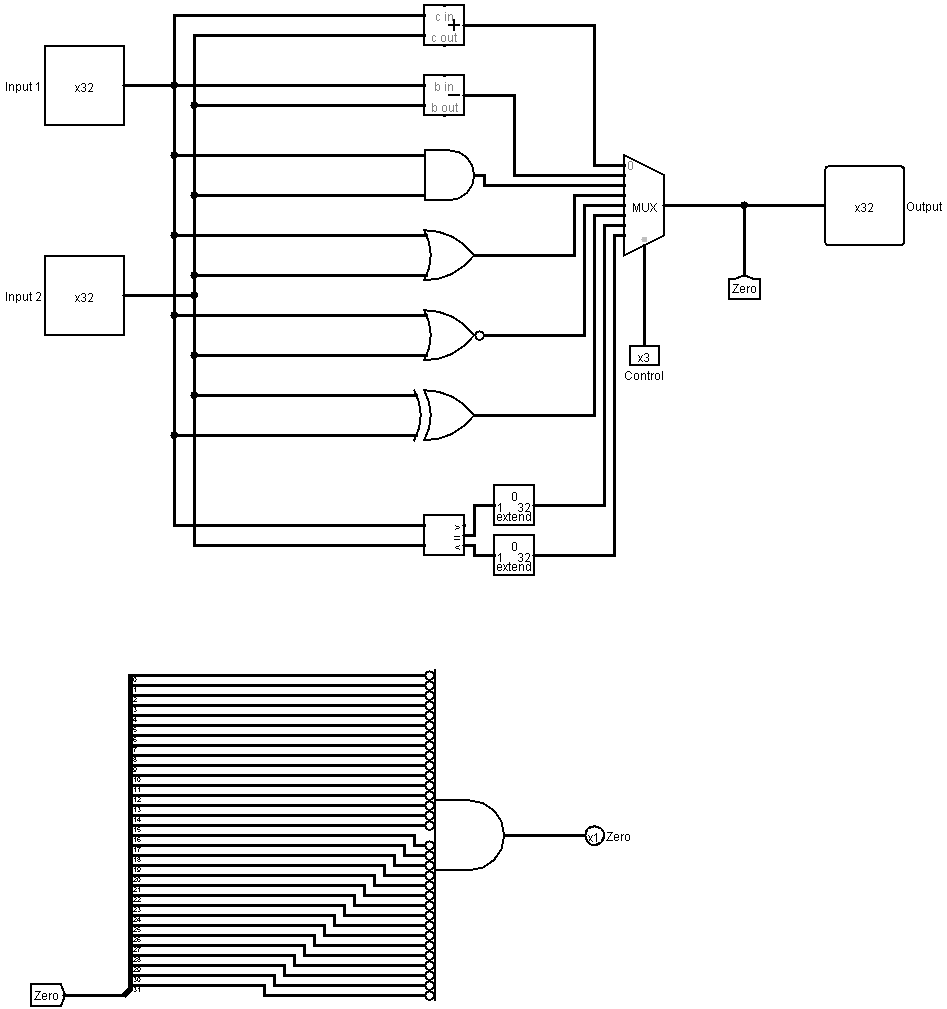 c in
+
c out
Input 1
x32
b in
−
b out
0
MUX
x32
Output
Input 2
x32
Zero
x3
Control
0
1 32
extend
0
1 32
extend
0
1
2
3
4
5
6
7
8
9
10
11
12
13
14
15
16
17
18
19
20
21
22
23
24
25
26
27
28
29
30
31
x1 Zero
Zero